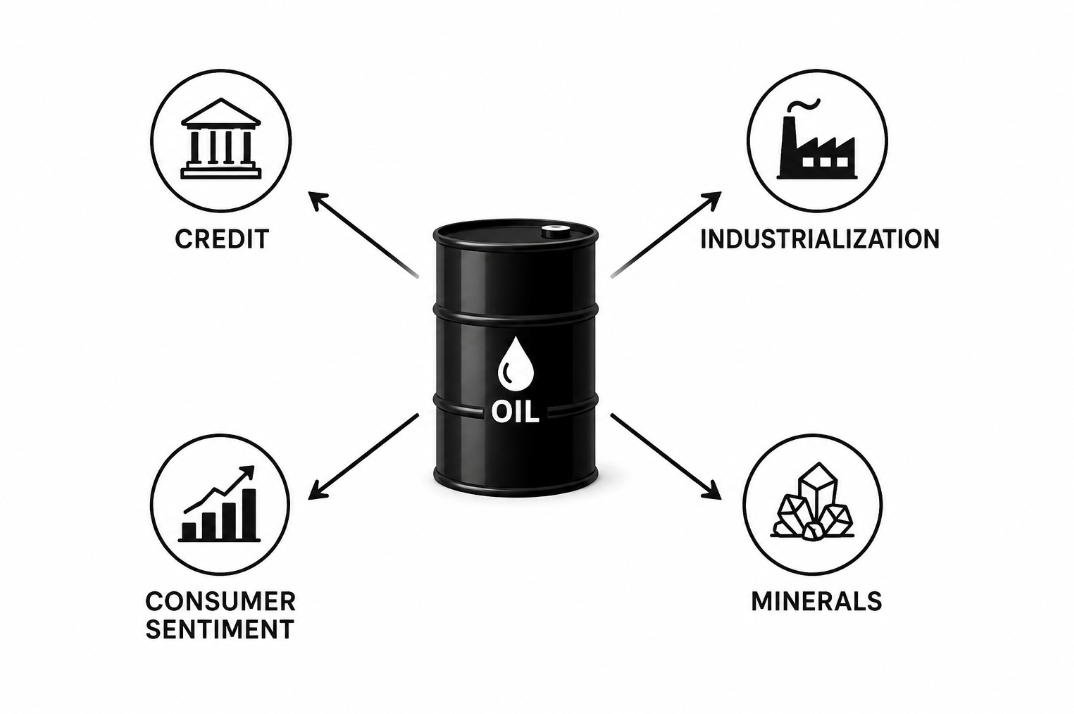 CREDIT
INDUSTRIALIZATION
OIL
CONSUMER
SENTIMENT
MINERALS